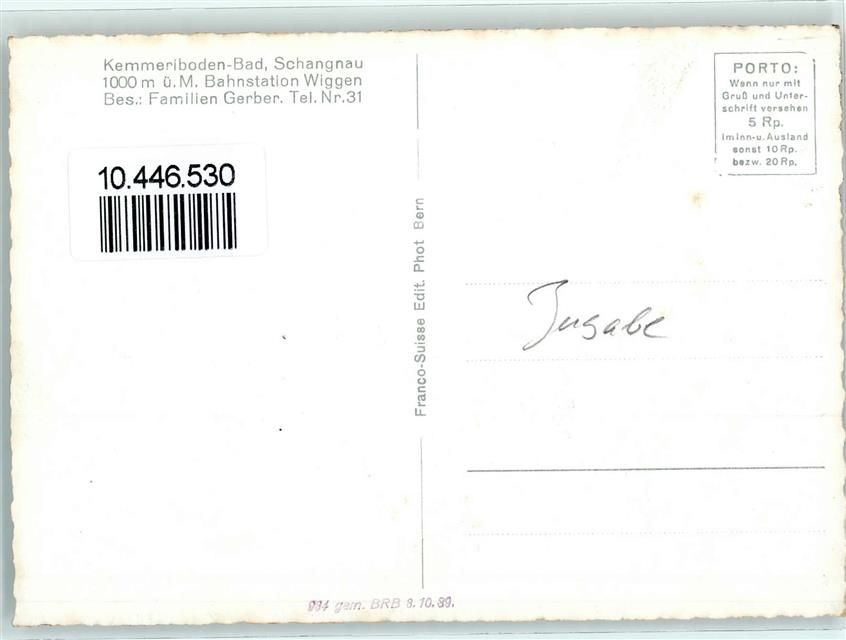 Kemmeriboden-Bad, Schangnau
1000 m ü. M. Bahnstation Wiggen
Bes.: Familien Gerber. Tel. Nr. 31
10.446.530
Franco-Suisse Edit. Phot Bern
PORTO:
Wenn nur mit
Gruß und Unter-
schrift versehen
5 Rp.
im Inn- u. Ausland
sonst 10 Rp.
bezw. 20 Rp.
Zugabe
994 gem. BRB 3.10.39.